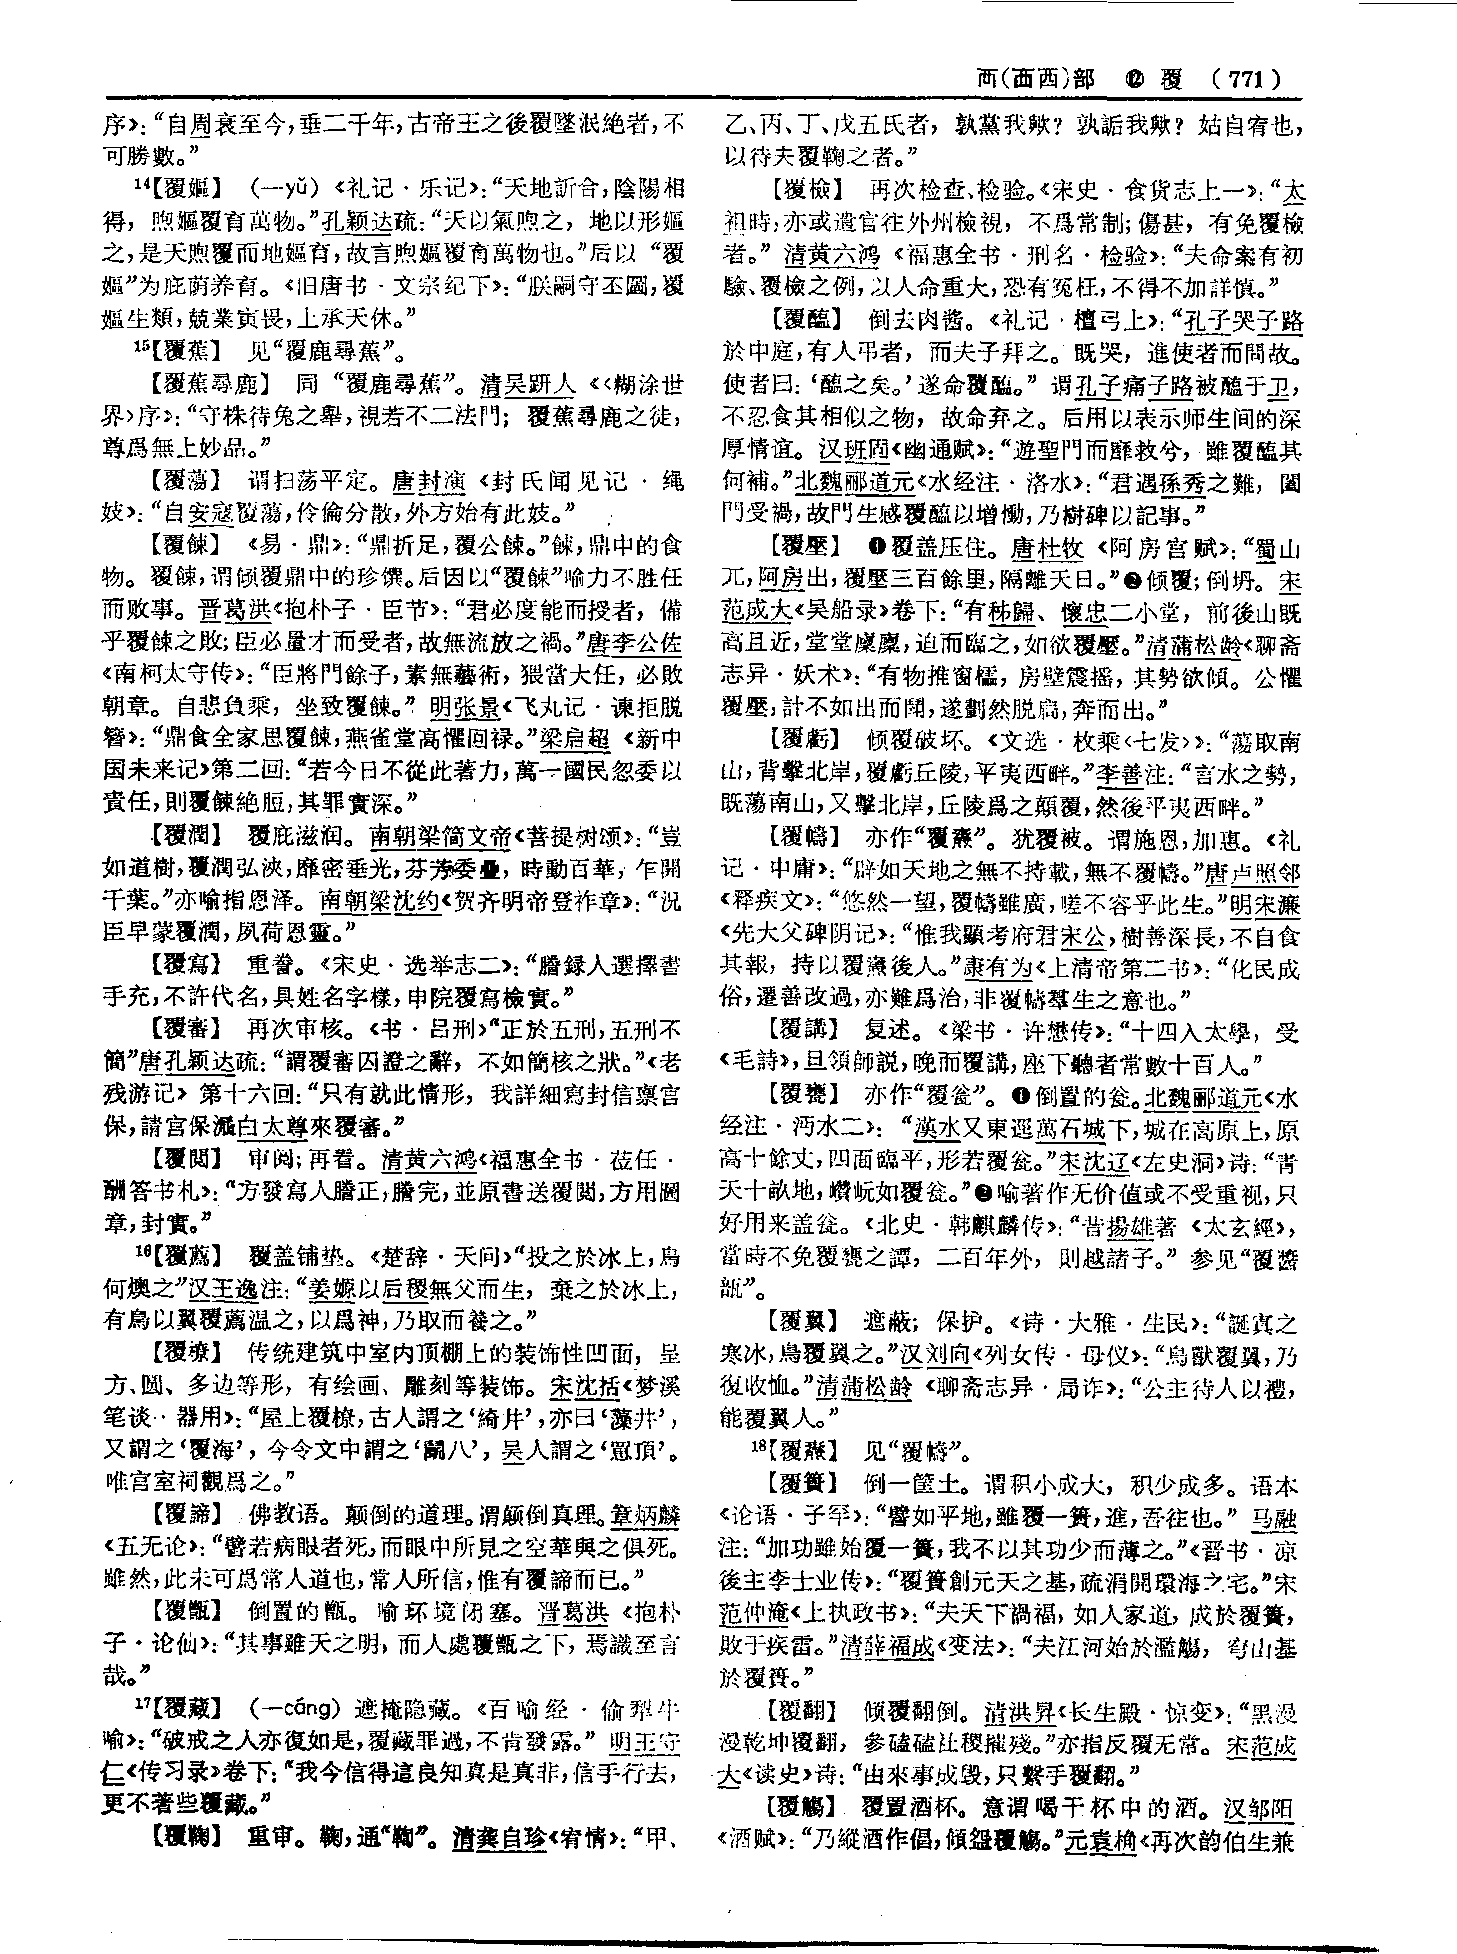 襾(覀西)部　⑫ 覆 （771）
序》：“自周衰至今，垂二千年，古帝王之後覆墜泯絶者，不
可勝數。”
14【覆嫗】（—yǔ）《礼记·乐记》：“天地訢合，陰陽相
得，煦嫗覆育萬物。”孔颖达疏：“天以氣煦之，地以形嫗
之，是天煦覆而地嫗育，故言煦嫗覆育萬物也。”后以“覆
嫗”为庇荫养育。《旧唐书·文宗纪下》：“朕嗣守丕圖，覆
嫗生類，兢業寅畏，上承天休。”
15【覆蕉】 见“覆鹿尋蕉”。
【覆蕉尋鹿】 同“覆鹿尋蕉”。清吴趼人《〈糊涂世
界〉序》：“守株待兔之舉，視若不二法門；覆蕉尋鹿之徒，
尊爲無上妙品。”
【覆蕩】 谓扫荡平定。唐封演《封氏闻见记·绳
妓》：“自安寇覆蕩，伶倫分散，外方始有此妓。”
【覆餗】 《易·鼎》：“鼎折足，覆公餗。”餗，鼎中的食
物。覆餗，谓倾覆鼎中的珍馔。后因以“覆餗”喻力不胜任
而败事。晋葛洪《抱朴子·臣节》：“君必度能而授者，備
乎覆餗之敗；臣必量才而受者，故無流放之禍。”唐李公佐
《南柯太守传》：“臣將門餘子，素無藝術，猥當大任，必敗
朝章。自悲負乘，坐致覆餗。”明张景《飞丸记·谏拒脱
簪》：“鼎食全家思覆餗，燕雀堂高懼回禄。”梁启超《新中
国未来记》第二回：“若今日不從此著力，萬一國民忽委以
責任，則覆餗絶脰，其罪實深。”
【覆潤】 覆庇滋润。南朝梁简文帝《菩提树颂》：“豈
如道樹，覆潤弘浹，靡密垂光，芬芳委疊，時動百華，乍開
千葉。”亦喻指恩泽。南朝梁沈约《贺齐明帝登祚章》：“況
臣早蒙覆潤，夙荷恩靈。”
【覆寫】 重誊。《宋史·选举志二》：“謄録人選擇書
手充，不許代名，具姓名字樣，申院覆寫檢實。”
【覆審】 再次审核。《书·吕刑》“正於五刑，五刑不
簡”唐孔颖达疏：“謂覆審囚證之辭，不如簡核之狀。”《老
残游记》第十六回：“只有就此情形，我詳細寫封信禀宫
保，請宫保派白太尊來覆審。”
【覆閲】 审阅；再看。清黄六鸿《福惠全书·莅任·
酬答书札》：“方發寫人謄正，謄完，並原書送覆閲，方用圖
章，封實。”
16【覆薦】 覆盖铺垫。《楚辞·天问》“投之於冰上，鳥
何燠之”汉王逸注：“姜嫄以后稷無父而生，棄之於冰上，
有鳥以翼覆薦温之，以爲神，乃取而養之。”
【覆橑】 传统建筑中室内顶棚上的装饰性凹面，呈
方、圆、多边等形，有绘画、雕刻等装饰。宋沈括《梦溪
笔谈·器用》：“屋上覆橑，古人謂之‘綺井’，亦曰‘藻井’，
又謂之‘覆海’，今令文中謂之‘鬭八’，吴人謂之‘罳頂’。
唯宫室祠觀爲之。”
【覆諦】 佛教语。颠倒的道理。谓颠倒真理。章炳麟
《五无论》：“譬若病眼者死，而眼中所見之空華與之俱死。
雖然，此未可爲常人道也，常人所信，惟有覆諦而已。”
【覆甑】 倒置的甑。喻环境闭塞。晋葛洪《抱朴
子·论仙》：“其事雖天之明，而人處覆甑之下，焉識至言
哉。”
17【覆藏】（—cáng）遮掩隐藏。《百喻经·偷犁牛
喻》：“破戒之人亦復如是，覆藏罪過，不肯發露。”明王守
仁《传习录》卷下：“我今信得這良知真是真非，信手行去，
更不著些覆藏。”
【覆鞠】 重审。鞠，通“鞫”。清龚自珍《宥情》：“甲、
乙、丙、丁、戊五氏者，孰黨我歟？孰詬我歟？姑自宥也，
以待夫覆鞠之者。”
【覆檢】 再次检查、检验。《宋史·食货志上一》：“太
祖時，亦或遣官往外州檢視，不爲常制；傷甚，有免覆檢
者。”清黄六鸿《福惠全书·刑名·检验》：“夫命案有初
驗、覆檢之例，以人命重大，恐有冤枉，不得不加詳慎。”
【覆醢】 倒去肉酱。《礼记·檀弓上》：“孔子哭子路
於中庭，有人弔者，而夫子拜之。既哭，進使者而問故。
使者曰：‘醢之矣。’遂命覆醢。”谓孔子痛子路被醢于卫，
不忍食其相似之物，故命弃之。后用以表示师生间的深
厚情谊。汉班固《幽通赋》：“遊聖門而靡救兮，雖覆醢其
何補。”北魏郦道元《水经注·洛水》：“君遇孫秀之難，闔
門受禍，故門生感覆醢以增慟，乃樹碑以記事。”
【覆壓】 ❶覆盖压住。唐杜牧《阿房宫赋》：“蜀山
兀，阿房出，覆壓三百餘里，隔離天日。”❷倾覆；倒坍。宋
范成大《吴船录》卷下：“有秭歸、懷忠二小堂，前後山既
高且近，堂堂麽麽，迫而臨之，如欲覆壓。”清蒲松龄《聊斋
志异·妖术》：“有物推窗櫺，房壁震摇，其勢欲傾。公懼
覆壓，計不如出而鬭，遂劃然脱扃，奔而出。”
【覆虧】 倾覆破坏。《文选·枚乘〈七发〉》：“蕩取南
山，背擊北岸，覆虧丘陵，平夷西畔。”李善注：“言水之勢，
既蕩南山，又擊北岸，丘陵爲之顛覆，然後平夷西畔。”
【覆幬】 亦作“覆燾”。犹覆被。谓施恩，加惠。《礼
记·中庸》：“辟如天地之無不持載，無不覆幬。”唐卢照邻
《释疾文》：“悠然一望，覆幬雖廣，嗟不容乎此生。”明宋濂
《先大父碑阴记》：“惟我顯考府君宋公，樹善深長，不自食
其報，持以覆燾後人。”康有为《上清帝第二书》：“化民成
俗，遷善改過，亦難爲治，非覆幬羣生之意也。”
【覆講】 复述。《梁书·许懋传》：“十四入太學，受
《毛詩》，旦領師説，晚而覆講，座下聽者常數十百人。”
【覆甕】 亦作“覆瓮”。❶倒置的瓮。北魏郦道元《水
经注·沔水二》：“漢水又東逕萬石城下，城在高原上，原
高十餘丈，四面臨平，形若覆瓮。”宋沈辽《左史洞》诗：“青
天十畝地，巑岏如覆瓮。”❷喻著作无价值或不受重视，只
好用来盖瓮。《北史·韩麒麟传》：“昔揚雄著《太玄經》，
當時不免覆甕之譚，二百年外，則越諸子。”参见“覆醬
瓿”。
【覆翼】 遮蔽；保护。《诗·大雅·生民》：“誕寘之
寒冰，鳥覆翼之。”汉刘向《列女传·母仪》：“鳥獸覆翼，乃
復收恤。”清蒲松龄《聊斋志异·局诈》：“公主待人以禮，
能覆翼人。”
18【覆燾】 见“覆幬”。
【覆簣】 倒一筐土。谓积小成大，积少成多。语本
《论语·子罕》：“譬如平地，雖覆一簣，進，吾往也。”马融
注：“加功雖始覆一簣，我不以其功少而薄之。”《晋书·凉
後主李士业传》：“覆簣創元天之基，疏涓開環海之宅。”宋
范仲淹《上执政书》：“夫天下禍福，如人家道，成於覆簣，
敗于疾雷。”清薛福成《变法》：“夫江河始於濫觴，穹山基
於覆簣。”
【覆翻】 倾覆翻倒。清洪昇《长生殿·惊变》：“黑漫
漫乾坤覆翻，磣磕磕社稷摧殘。”亦指反覆无常。宋范成
大《读史》诗：“由來事成毁，只繫手覆翻。”
【覆觴】 覆置酒杯。意谓喝干杯中的酒。汉邹阳
《酒赋》：“乃縱酒作倡，傾盌覆觴。”元袁桷《再次韵伯生兼